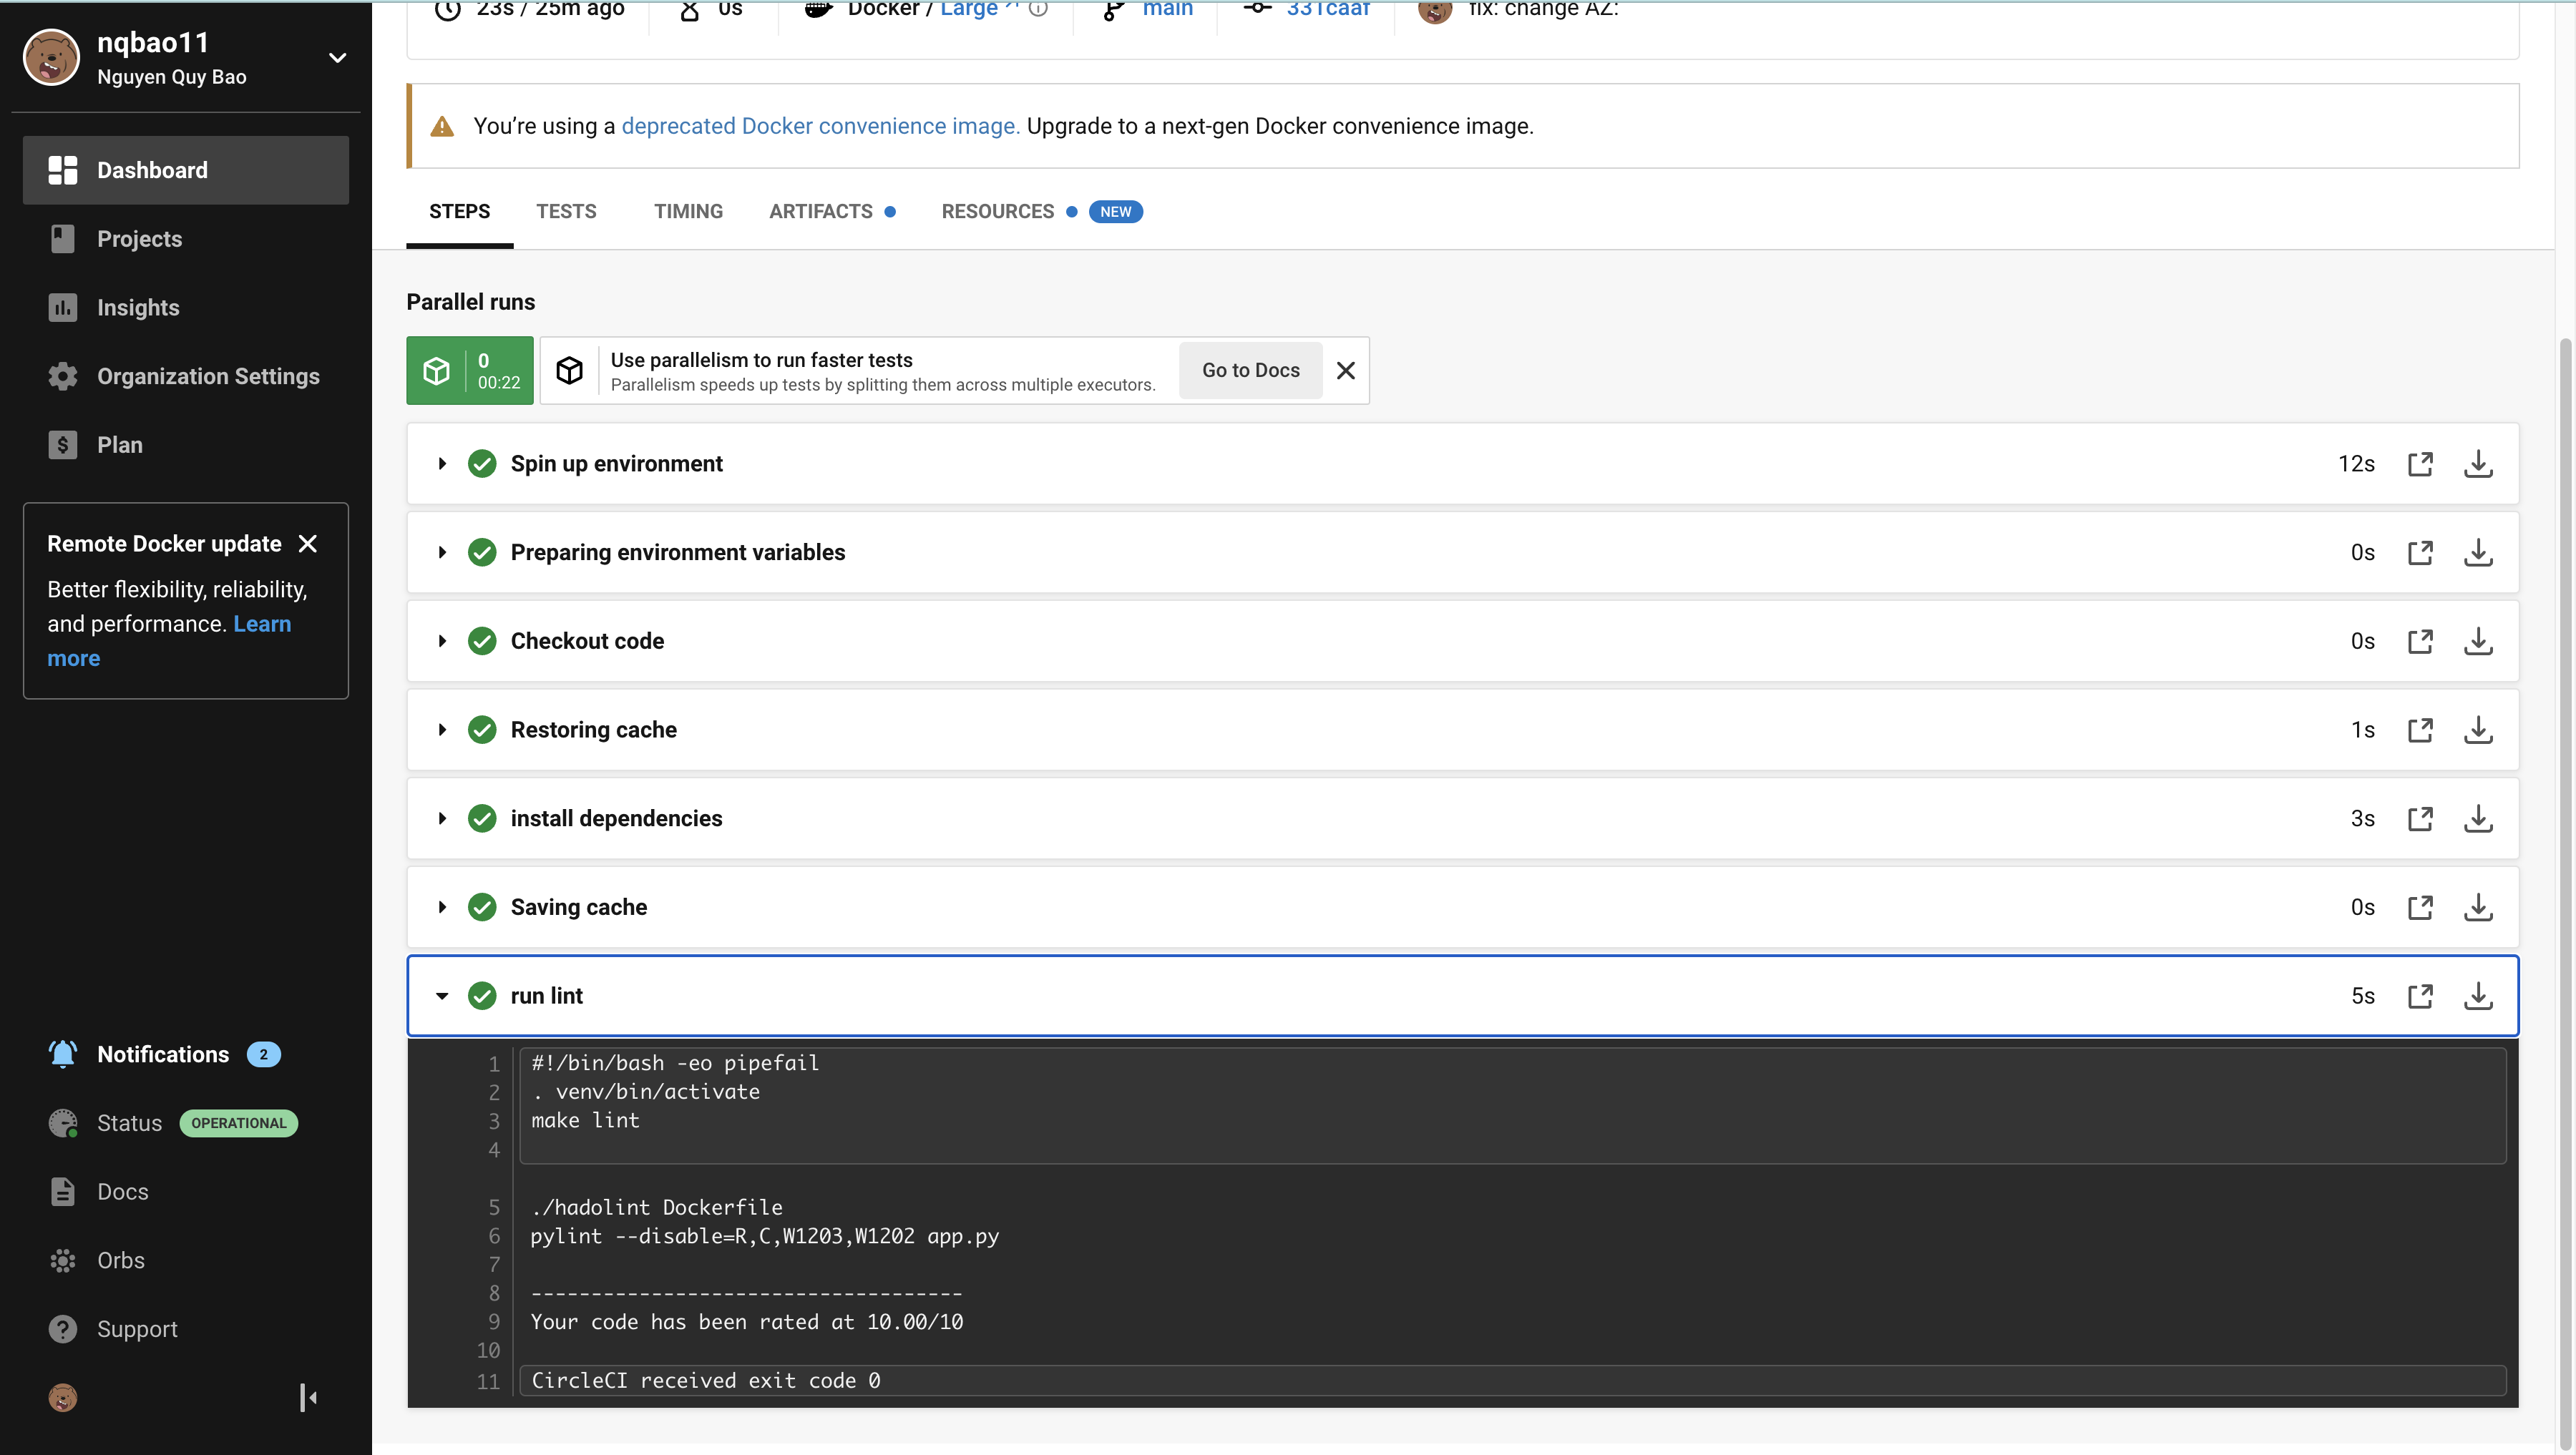 nqbao11
Nguyen Quy Bao
Dashboard
Projects
Insights
Organization Settings
Plan
Remote Docker update
Better flexibility, reliability,
and performance. Learn
more
Notifications 2
Status OPERATIONAL
Docs
Orbs
Support
23s / 25m ago 0s Docker / Large main fix: change AZ:
You’re using a deprecated Docker convenience image. Upgrade to a next-gen Docker convenience image.
STEPS TESTS TIMING ARTIFACTS RESOURCES NEW
Parallel runs
0
00:22
Use parallelism to run faster tests
Parallelism speeds up tests by splitting them across multiple executors.
Go to Docs
Spin up environment 12s
Preparing environment variables 0s
Checkout code 0s
Restoring cache 1s
install dependencies 3s
Saving cache 0s
run lint 5s
1 #!/bin/bash -eo pipefail
2 . venv/bin/activate
3 make lint
4
5 ./hadolint Dockerfile
6 pylint --disable=R,C,W1203,W1202 app.py
7
8 ------------------------------------
9 Your code has been rated at 10.00/10
10
11 CircleCI received exit code 0